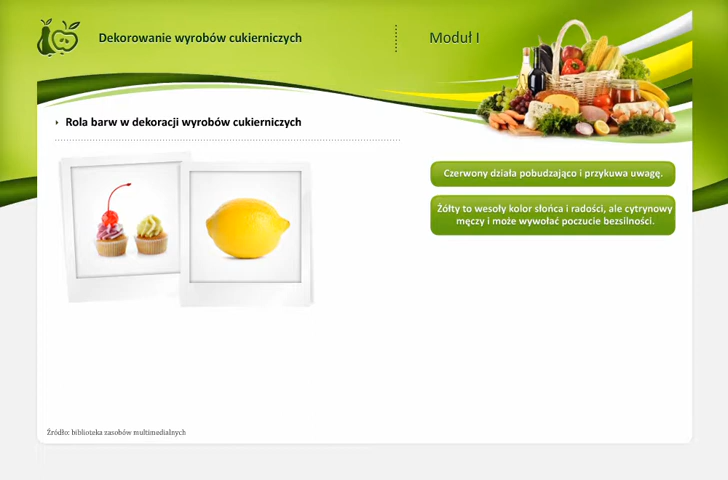 Dekorowanie wyrobów cukierniczych
Moduł I
Rola barw w dekoracji wyrobów cukierniczych
Czerwony działa pobudzająco i przykuwa uwagę.
Żółty to wesoły kolor słońca i radości, ale cytrynowy
męczy i może wywołać poczucie bezsilności.
Źródło: biblioteka zasobów multimedialnych